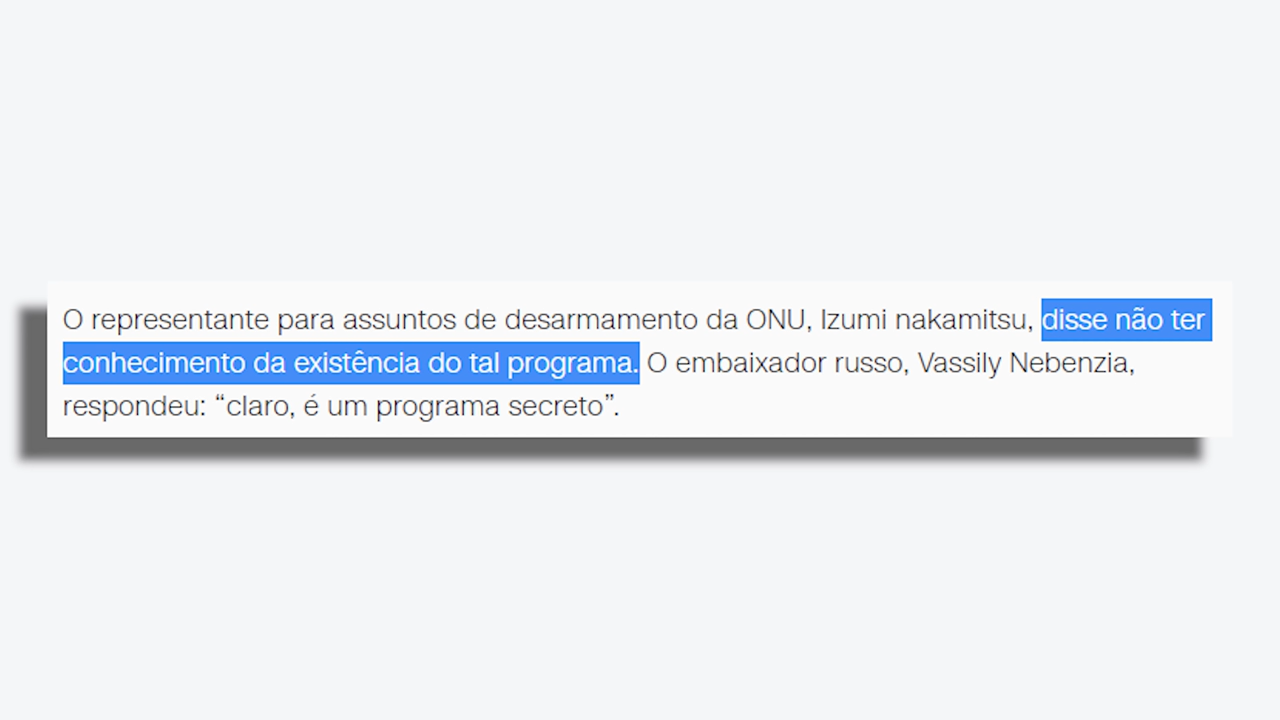 O representante para assuntos de desarmamento da ONU, Izumi nakamitsu, disse não ter
conhecimento da existência do tal programa. O embaixador russo, Vassily Nebenzia,
respondeu: “claro, é um programa secreto”.